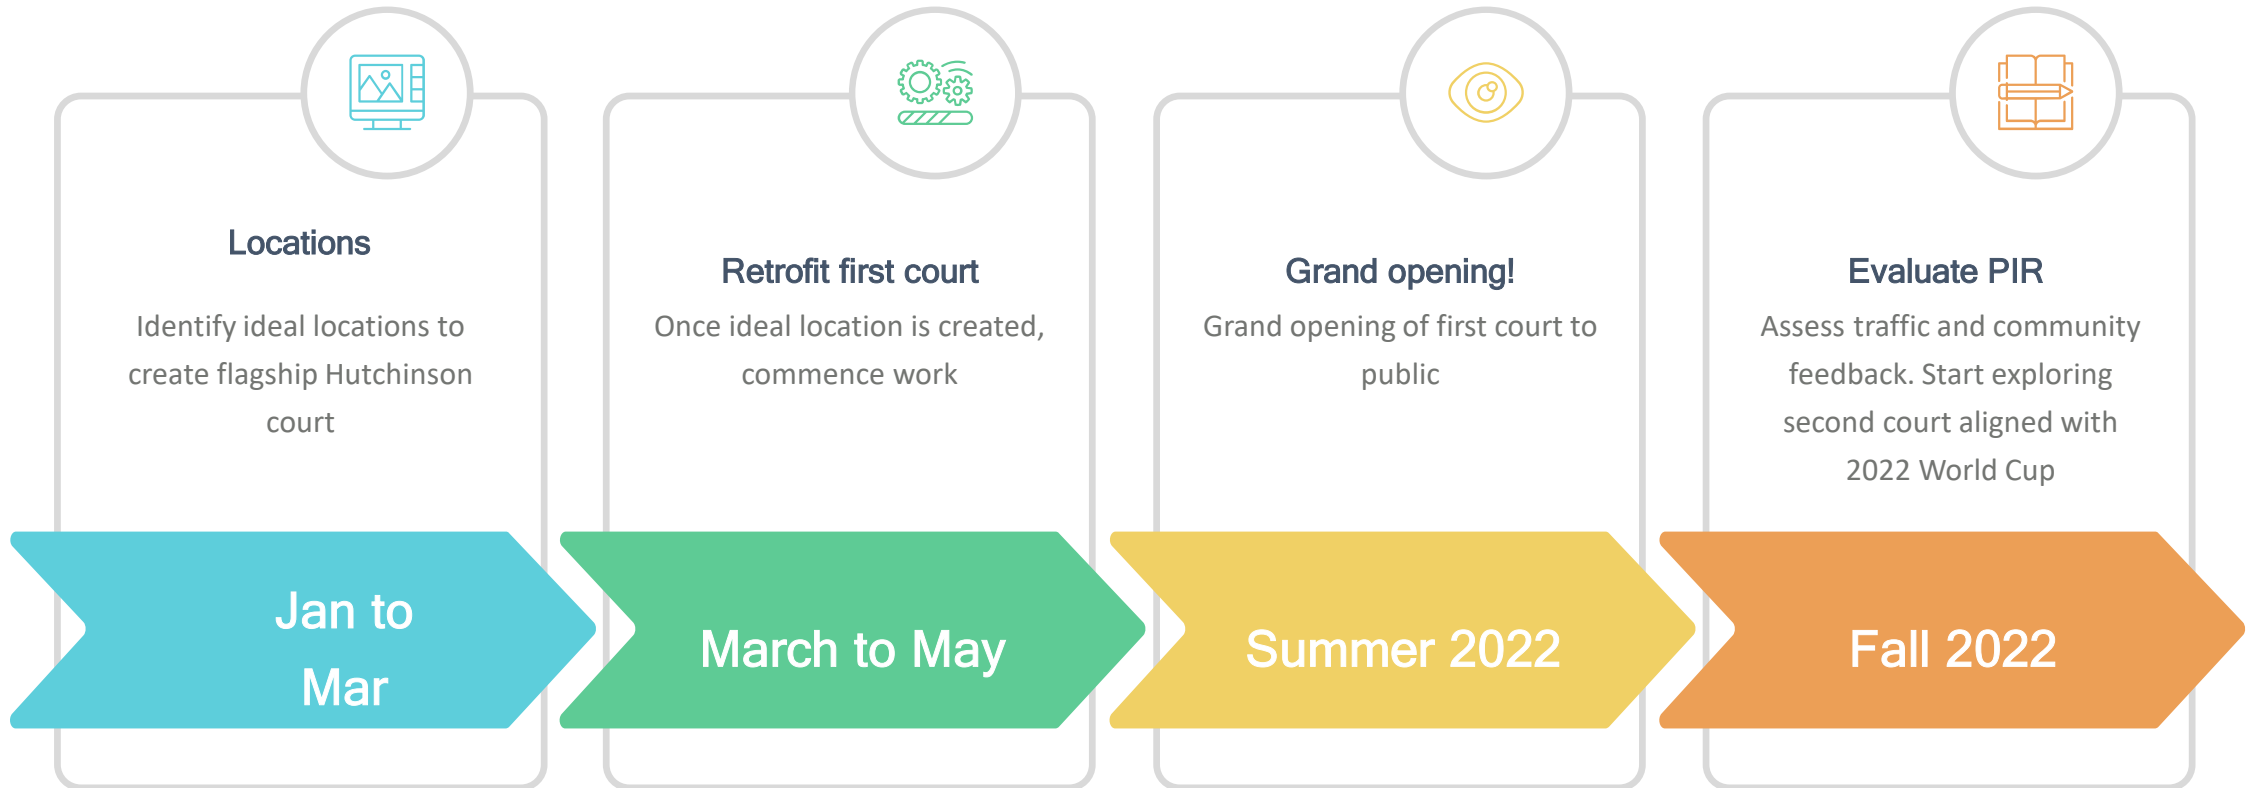 Locations
Identify ideal locations to
create flagship Hutchinson
court
Jan to
Mar
Retrofit first court
Once ideal location is created,
commence work
March to May
Grand opening!
Grand opening of first court to
public
Summer 2022
Evaluate PIR
Assess traffic and community
feedback. Start exploring
second court aligned with
2022 World Cup
Fall 2022